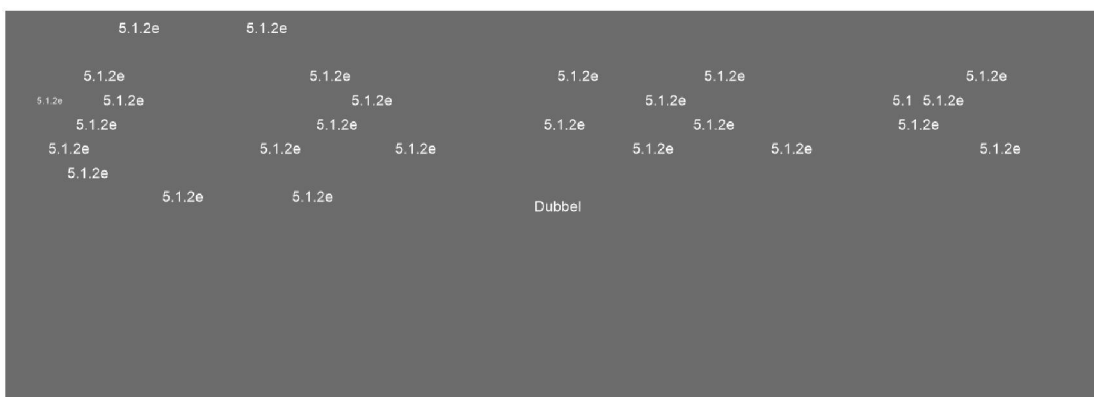 5.1.2e 5.1.2e
5.1.2e 5.1.2e 5.1.2e 5.1.2e 5.1.2e
5.1.2e 5.1.2e 5.1.2e 5.1.2e 5.1 5.1.2e
5.1.2e 5.1.2e 5.1.2e 5.1.2e 5.1.2e
5.1.2e 5.1.2e 5.1.2e 5.1.2e 5.1.2e 5.1.2e
5.1.2e
5.1.2e 5.1.2e
Dubbel